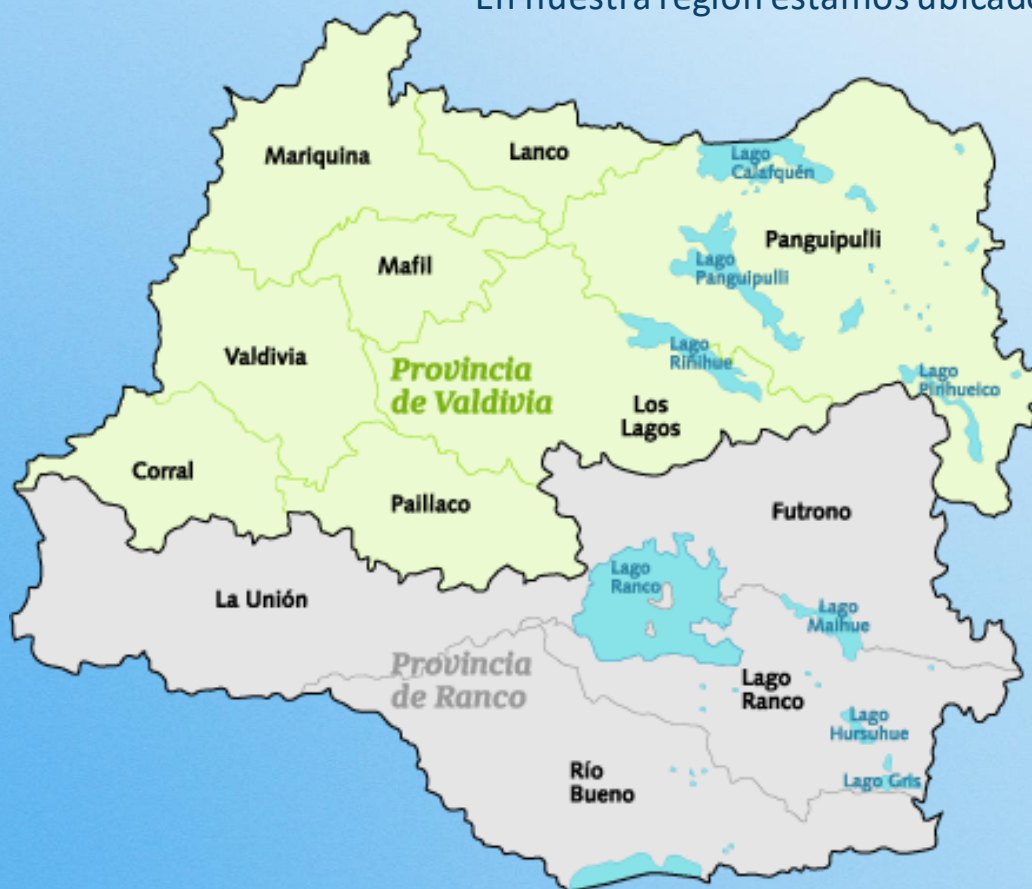 En nuestra región estamos ubicado
Mariquina
Lanco
Lago
Calafquén
Panguipulli
Mafil
Lago
Panguipulli
Valdivia
Provincia
de Valdivia
Lago
Riñihue
Lago
Pirihueico
Los
Lagos
Corral
Paillaco
Futrono
La Unión
Lago
Ranco
Lago
Maihue
Provincia
de Ranco
Lago
Ranco
Lago
Hursuhue
Río
Bueno
Lago Gris